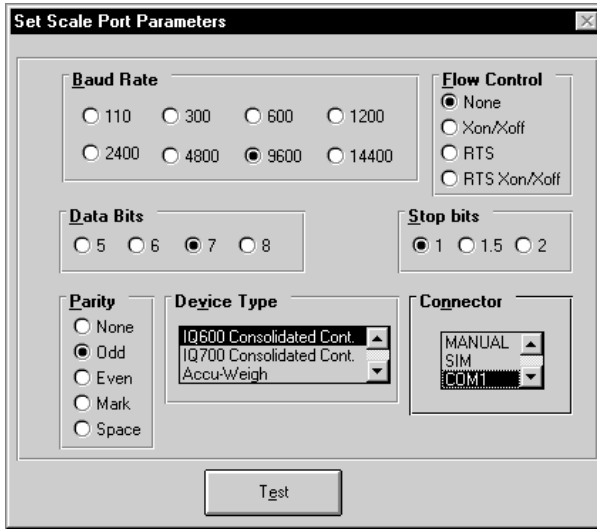 Set Scale Port Parameters
Baud Rate
110 300 600 1200
2400 4800 9600 14400
Flow Control
None
Xon/Xoff
RTS
RTS Xon/Xoff
Data Bits
5 6 7 8
Stop bits
1 1.5 2
Parity
None
Odd
Even
Mark
Space
Device Type
IQ600 Consolidated Cont.
IQ700 Consolidated Cont.
Accu-Weigh
Connector
MANUAL
SIM
COM1
Test